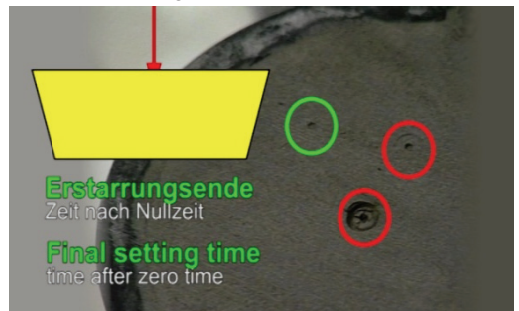 Erstarrungsende
Zeit nach Nullzeit
Final setting time
time after zero time